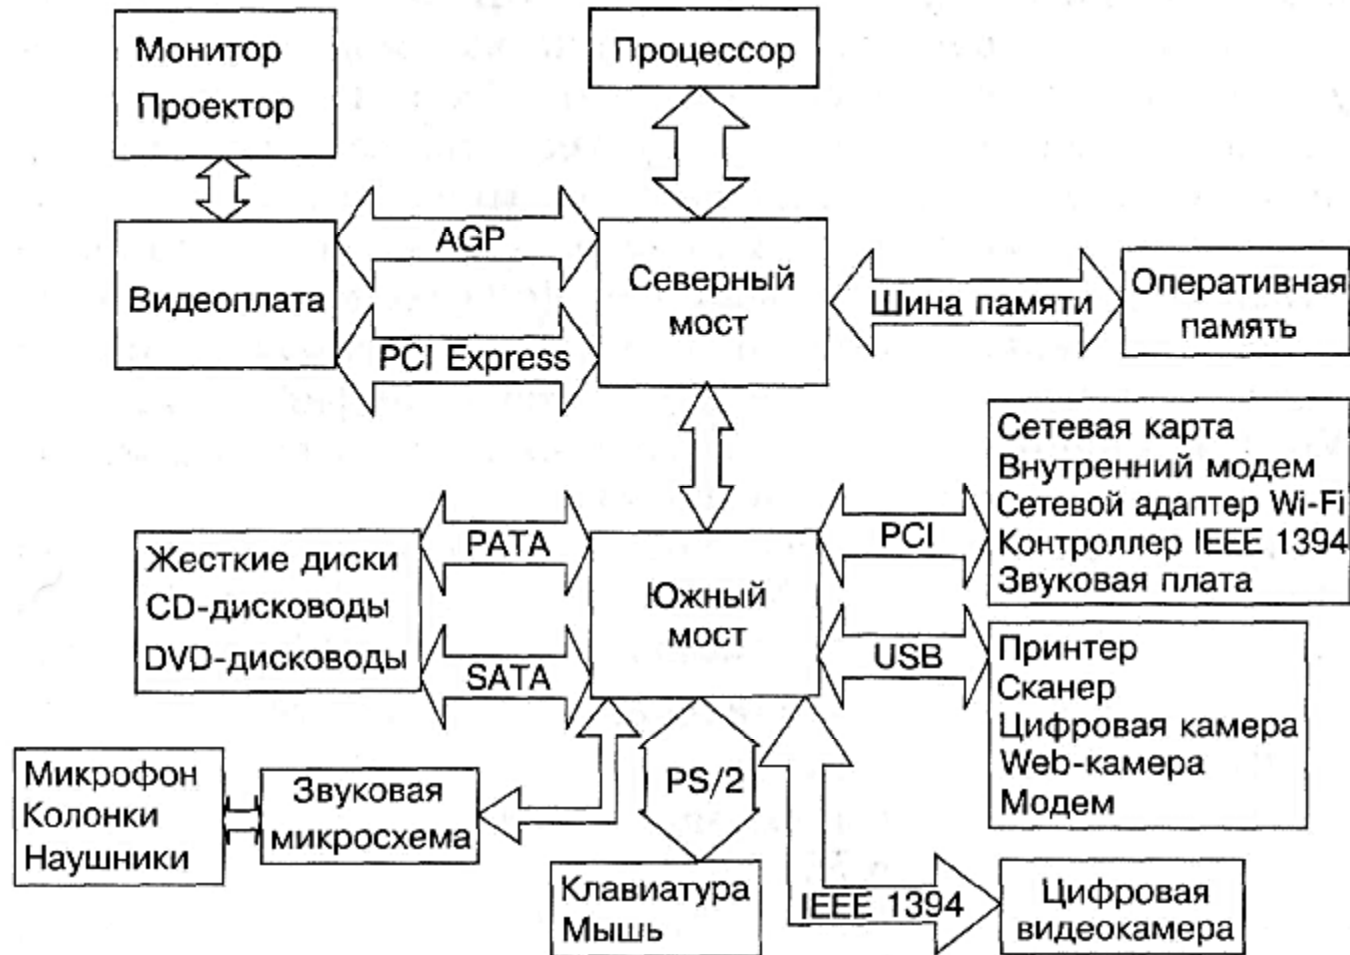 Монитор
Проектор
Процессор
Видеоплата
AGP
PCI Express
Северный
мост
Шина памяти
Оперативная
память
Сетевая карта
Внутренний модем
Сетевой адаптер Wi-Fi
Контроллер IEEE 1394
Звуковая плата
PCI
Жесткие диски
CD-дисководы
DVD-дисководы
PATA
SATA
Южный
мост
USB
Принтер
Сканер
Цифровая камера
Web-камера
Модем
Микрофон
Колонки
Наушники
Звуковая
микросхема
PS/2
Клавиатура
Мышь
IEEE 1394
Цифровая
видеокамера